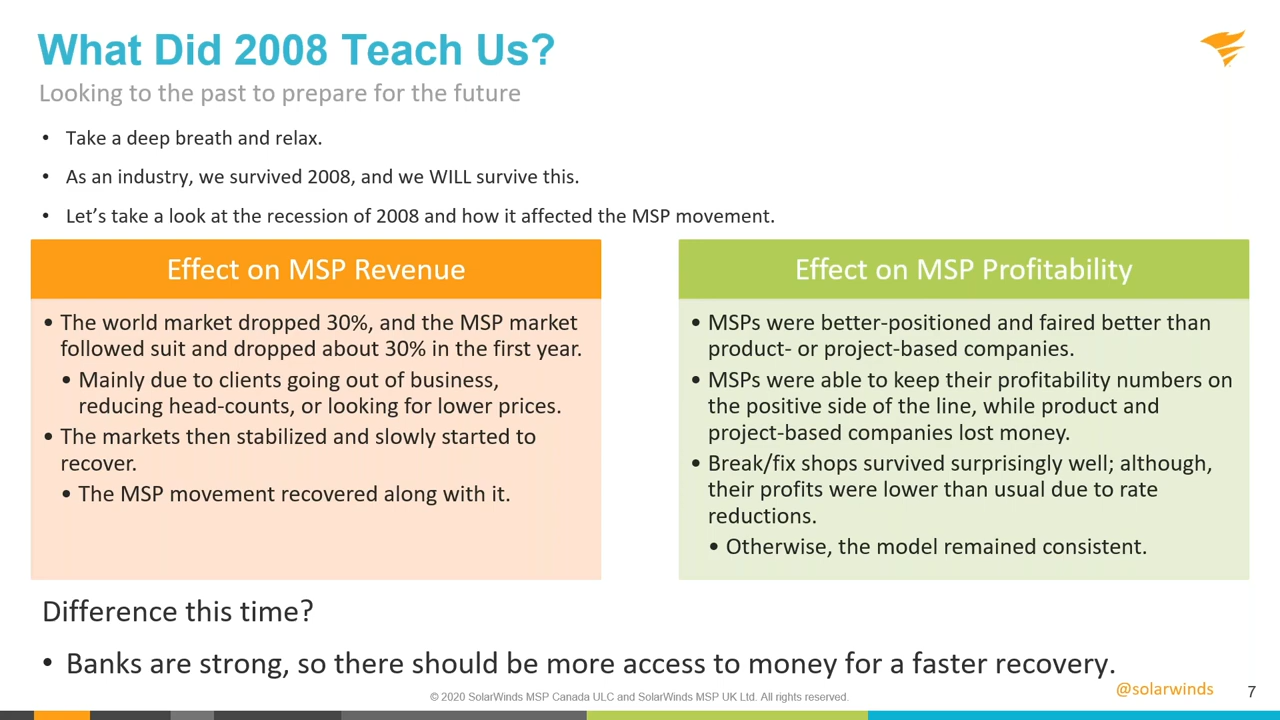 What Did 2008 Teach Us?
Looking to the past to prepare for the future
• Take a deep breath and relax.
• As an industry, we survived 2008, and we WILL survive this.
• Let’s take a look at the recession of 2008 and how it affected the MSP movement.
Effect on MSP Revenue
• The world market dropped 30%, and the MSP market
followed suit and dropped about 30% in the first year.
• Mainly due to clients going out of business,
reducing head-counts, or looking for lower prices.
• The markets then stabilized and slowly started to
recover.
• The MSP movement recovered along with it.
Effect on MSP Profitability
• MSPs were better-positioned and faired better than
product- or project-based companies.
• MSPs were able to keep their profitability numbers on
the positive side of the line, while product and
project-based companies lost money.
• Break/fix shops survived surprisingly well; although,
their profits were lower than usual due to rate
reductions.
• Otherwise, the model remained consistent.
Difference this time?
• Banks are strong, so there should be more access to money for a faster recovery.
© 2020 SolarWinds MSP Canada ULC and SolarWinds MSP UK Ltd. All rights reserved.
@solarwinds
7